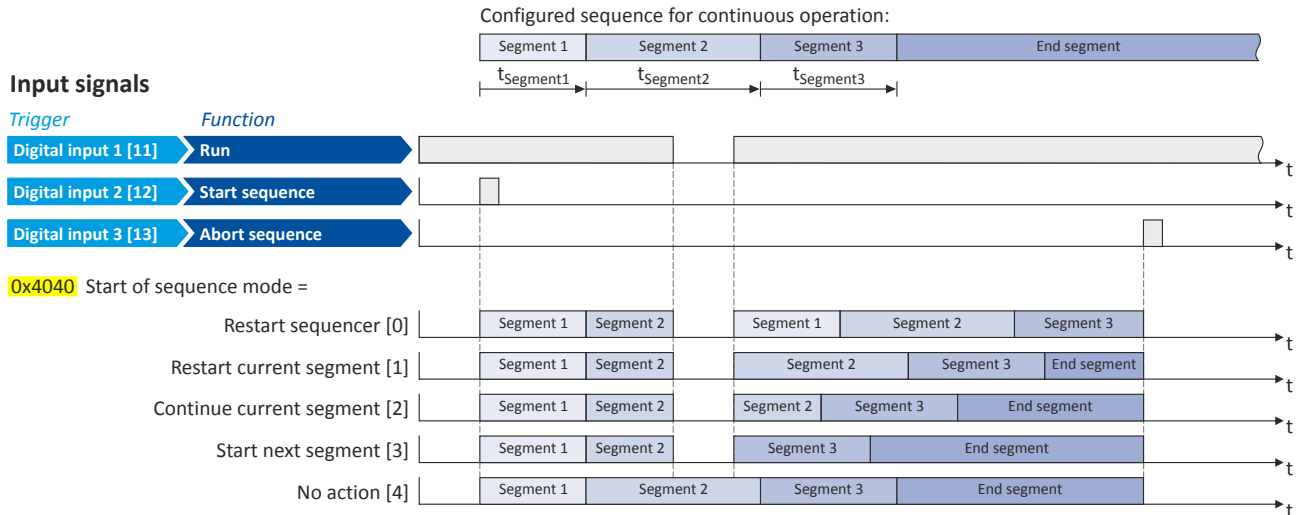 Configured sequence for continuous operation:
Segment 1 Segment 2 Segment 3 End segment
tSegment1 tSegment2 tSegment3
Input signals
Trigger Function
Digital input 1 [11] Run
t
Digital input 2 [12] Start sequence
t
Digital input 3 [13] Abort sequence
t
0x4040 Start of sequence mode =
Restart sequencer [0] Segment 1 Segment 2 Segment 1 Segment 2 Segment 3
t
Restart current segment [1] Segment 1 Segment 2 Segment 2 Segment 3 End segment
t
Continue current segment [2] Segment 1 Segment 2 Segment 2 Segment 3 End segment
t
Start next segment [3] Segment 1 Segment 2 Segment 3 End segment
t
No action [4] Segment 1 Segment 2 Segment 3 End segment
t